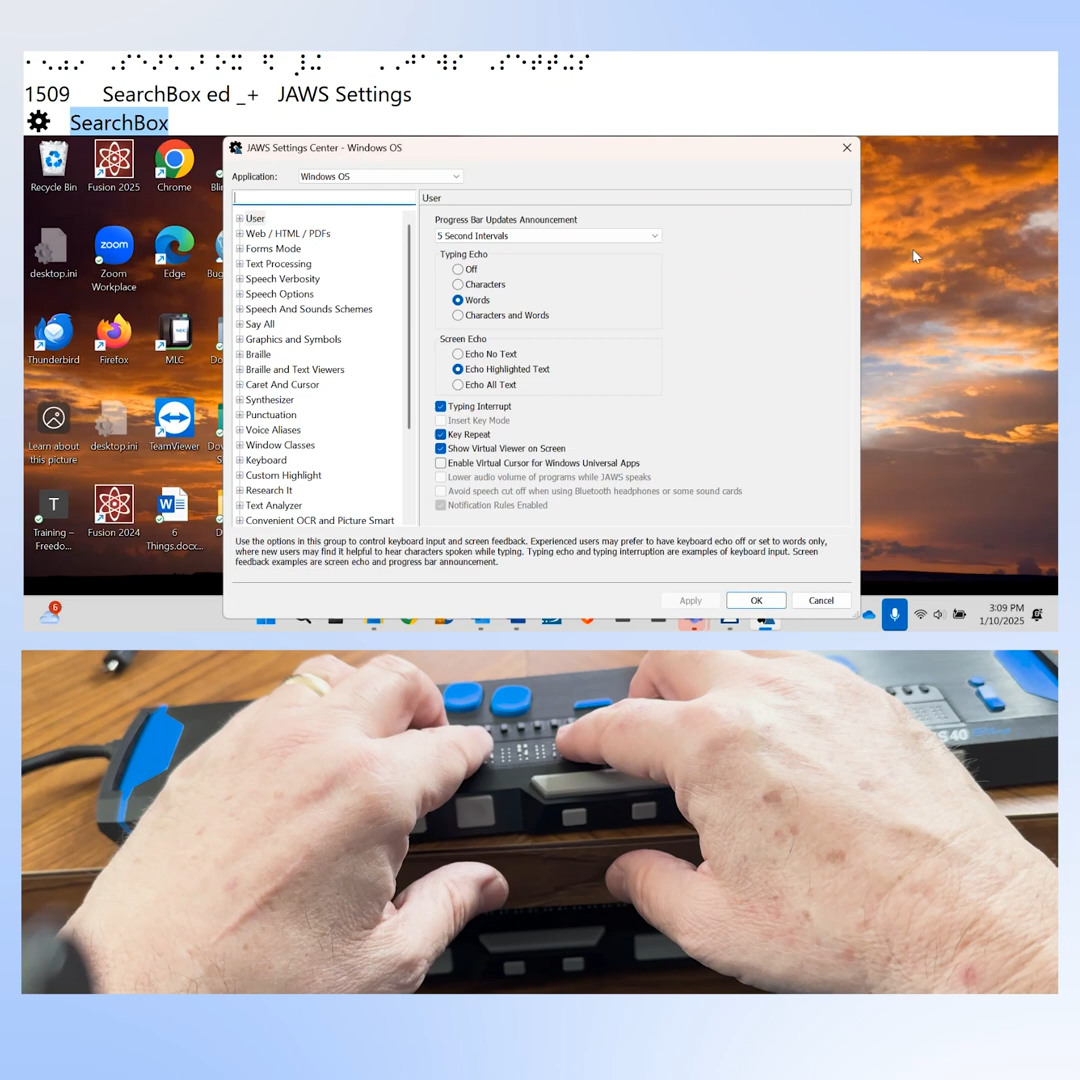 1509 SearchBox ed _+ JAWS Settings
SearchBox
JAWS Settings Center - Windows OS
Application: Windows OS
User
User
Web / HTML / PDFs
Forms Mode
Text Processing
Speech Verbosity
Speech Options
Speech And Sounds Schemes
Say All
Graphics and Symbols
Braille
Braille and Text Viewers
Caret And Cursor
Synthesizer
Punctuation
Voice Aliases
Window Classes
Keyboard
Custom Highlight
Research It
Text Analyzer
Convenient OCR and Picture Smart
Progress Bar Updates Announcement
5 Second Intervals
Typing Echo
Off
Characters
Words
Characters and Words
Screen Echo
Echo No Text
Echo Highlighted Text
Echo All Text
Typing Interrupt
Insert Key Mode
Key Repeat
Show Virtual Viewer on Screen
Enable Virtual Cursor for Windows Universal Apps
Lower audio volume of programs while JAWS speaks
Avoid speech cut off when using Bluetooth headphones or some sound cards
Notification Rules Enabled
Use the options in this group to control keyboard input and screen feedback. Experienced users may prefer to have keyboard echo off or set to words only,
where new users may find it helpful to hear characters spoken while typing. Typing echo and typing interruption are examples of keyboard input. Screen
feedback examples are screen echo and progress bar announcement.
Apply OK Cancel
Recycle Bin Fusion 2025 Chrome
desktop.ini Zoom Edge
Workplace
zoom
Thunderbird Firefox MLC
NEC
Learn about desktop.ini TeamViewer
this picture
T
W
Training – Fusion 2024 6
Freedo... Things.docx...
6
3:09 PM
1/10/2025
40